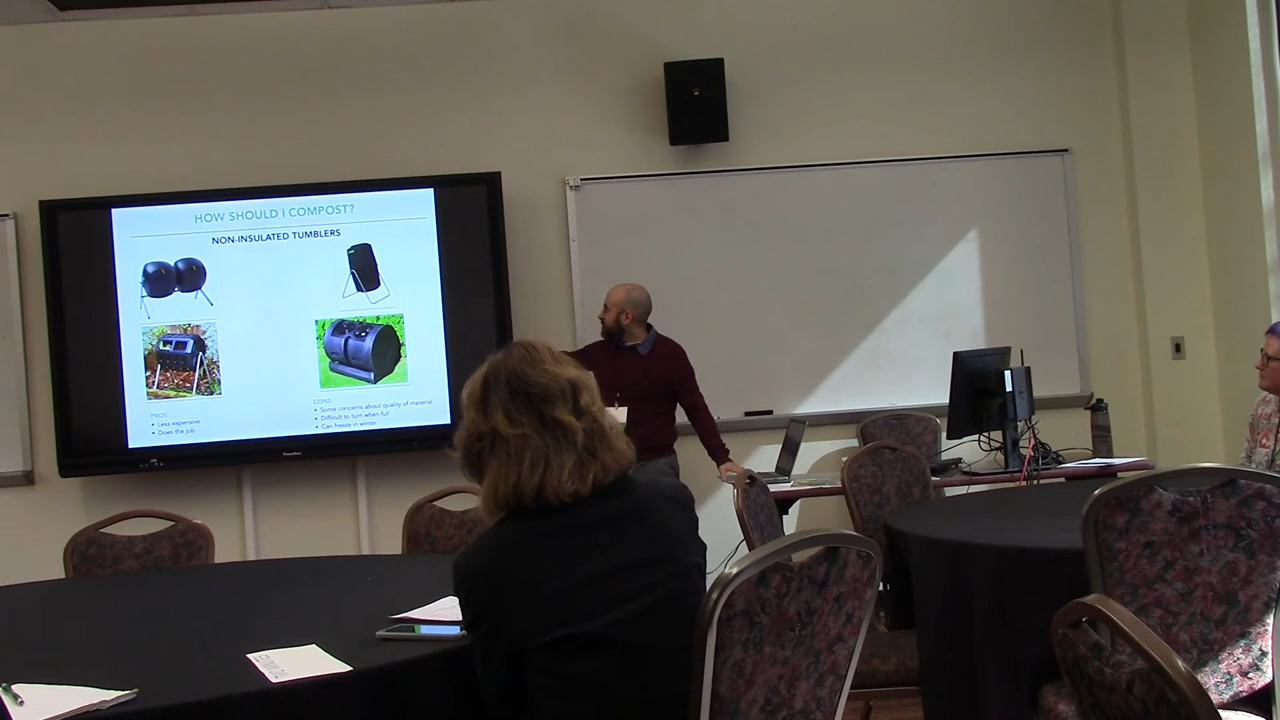 HOW SHOULD I COMPOST?
NON-INSULATED TUMBLERS
PROS
• Less expensive
• Does the job
CONS
• Some concerns about quality of material
• Difficult to turn when full
• Can freeze in winter